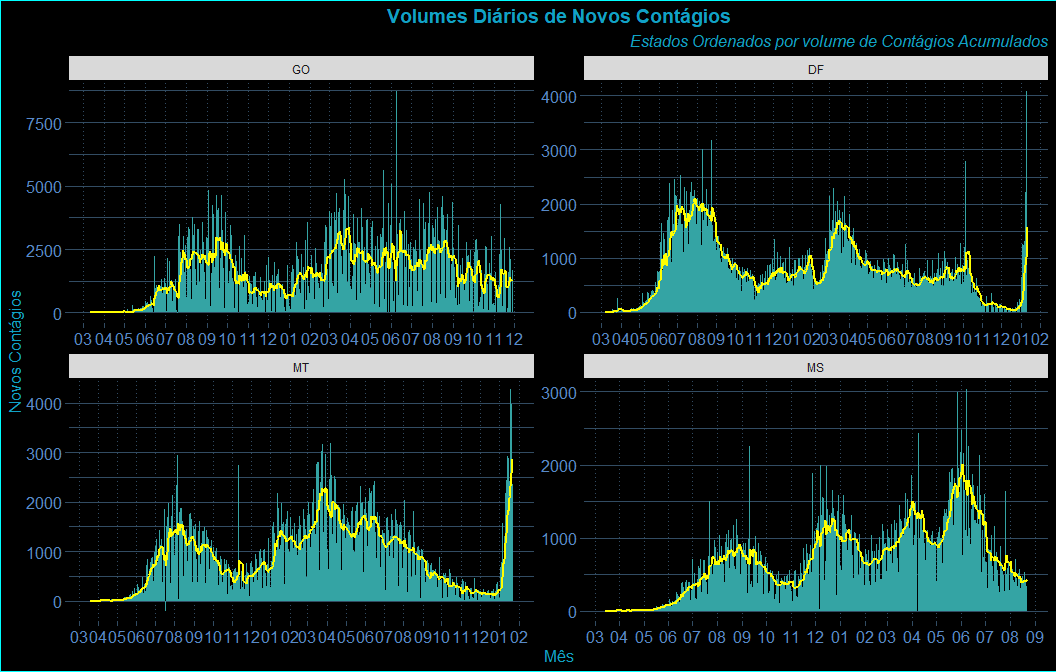 Volumes Diários de Novos Contágios
Estados Ordenados por volume de Contágios Acumulados
GO
DF
7500
5000
2500
0
03 04 05 06 07 08 09 10 11 12 01 02 03 04 05 06 07 08 09 10 11 12
4000
3000
2000
1000
0
03 04 05 06 07 08 09 10 11 12 01 02 03 04 05 06 07 08 09 10 11 12 01 02
Novos Contágios
MT
MS
4000
3000
2000
1000
0
03 04 05 06 07 08 09 10 11 12 01 02 03 04 05 06 07 08 09 10 11 12 01 02
3000
2000
1000
0
03 04 05 06 07 08 09 10 11 12 01 02 03 04 05 06 07 08 09
Mês